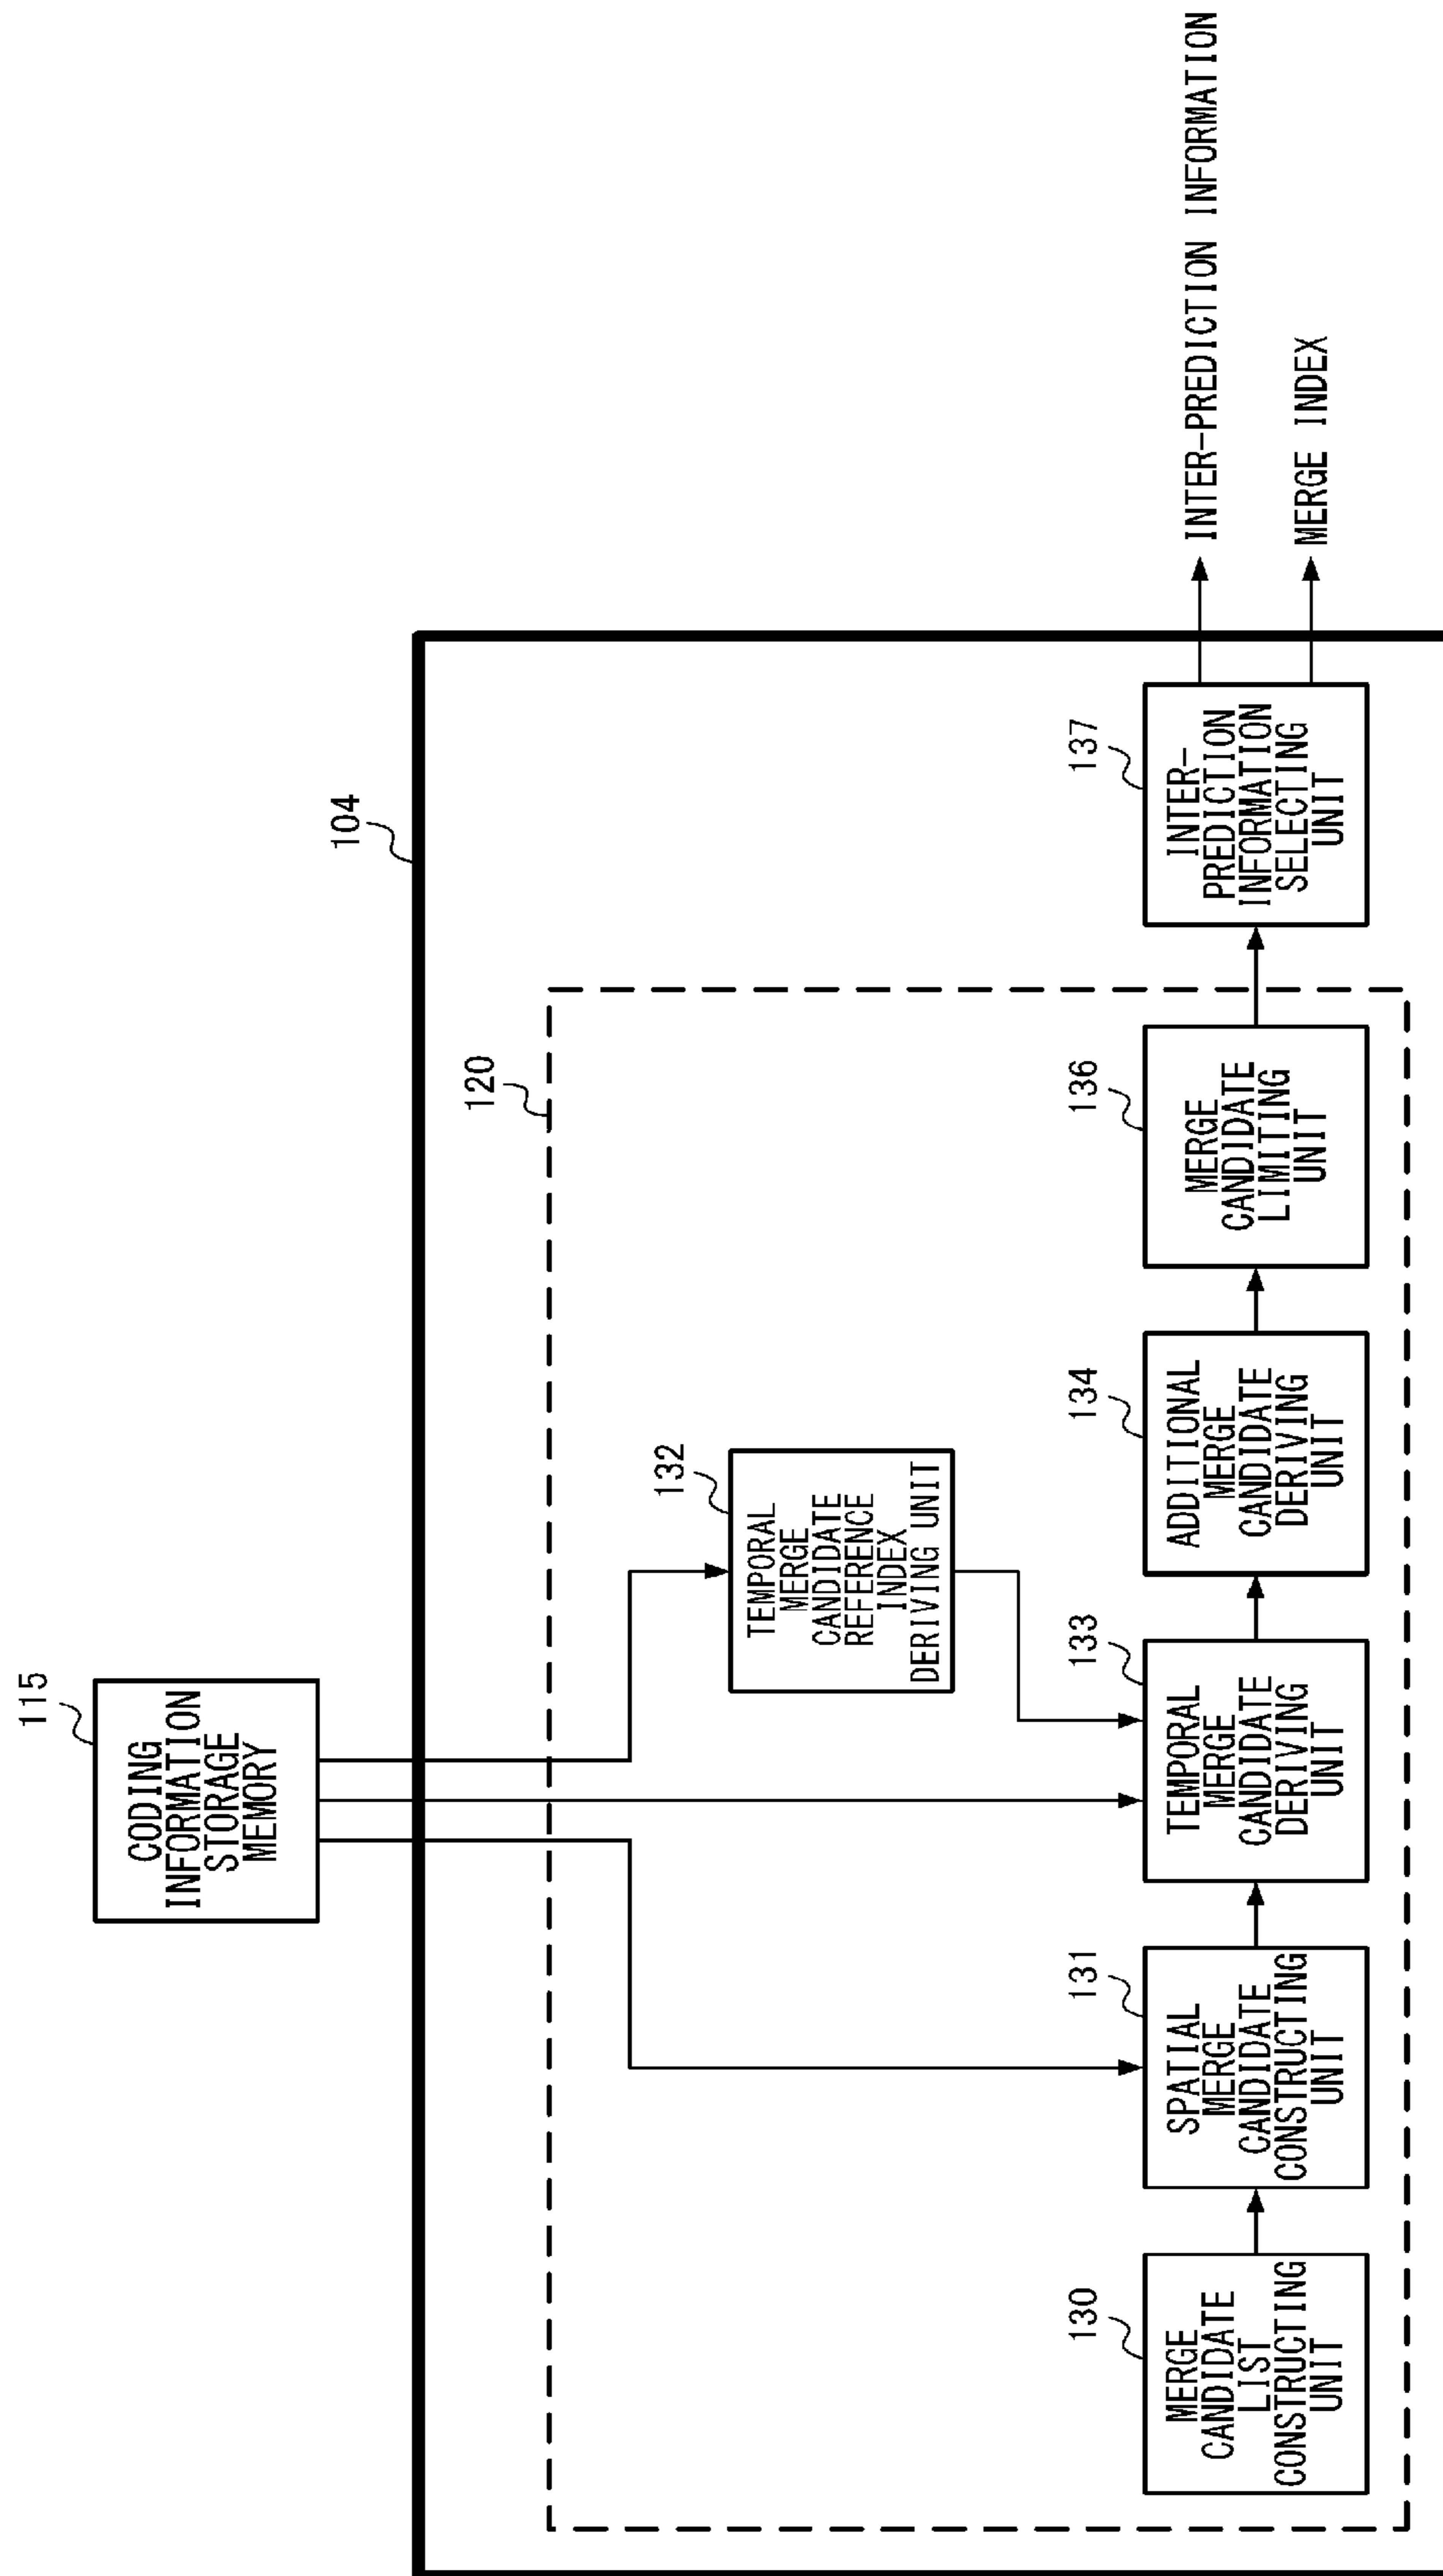 115
CODING
INFORMATION
STORAGE
MEMORY
104
120
132
TEMPORAL
MERGE
CANDIDATE
REFERENCE
INDEX
DERIVING UNIT
130
MERGE
CANDIDATE
LIST
CONSTRUCTING
UNIT
131
SPATIAL
MERGE
CANDIDATE
CONSTRUCTING
UNIT
133
TEMPORAL
MERGE
CANDIDATE
DERIVING
UNIT
134
ADDITIONAL
MERGE
CANDIDATE
DERIVING
UNIT
136
MERGE
CANDIDATE
LIMITING
UNIT
137
INTER-
PREDICTION
INFORMATION
SELECTING
UNIT
INTER-PREDICTION INFORMATION
MERGE INDEX